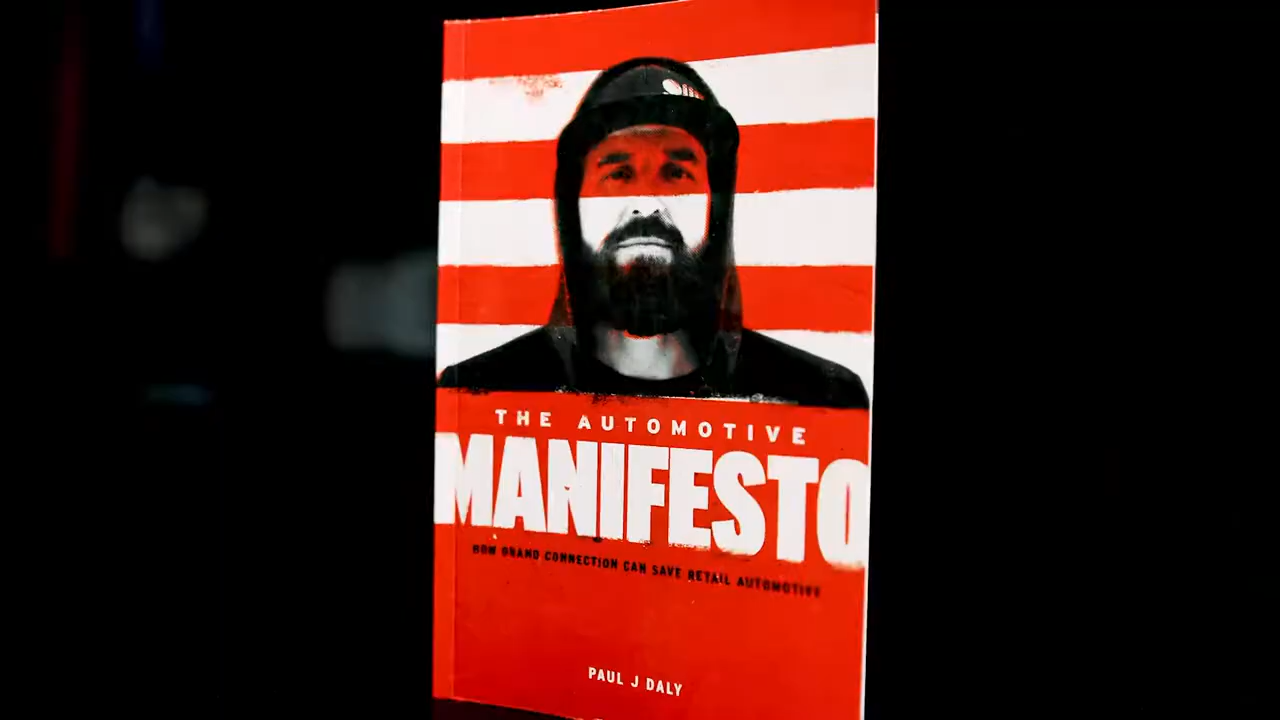 THE AUTOMOTIVE
MANIFESTO
HOW BRAND CONNECTION CAN SAVE RETAIL AUTOMOTIVE
PAUL J DALY